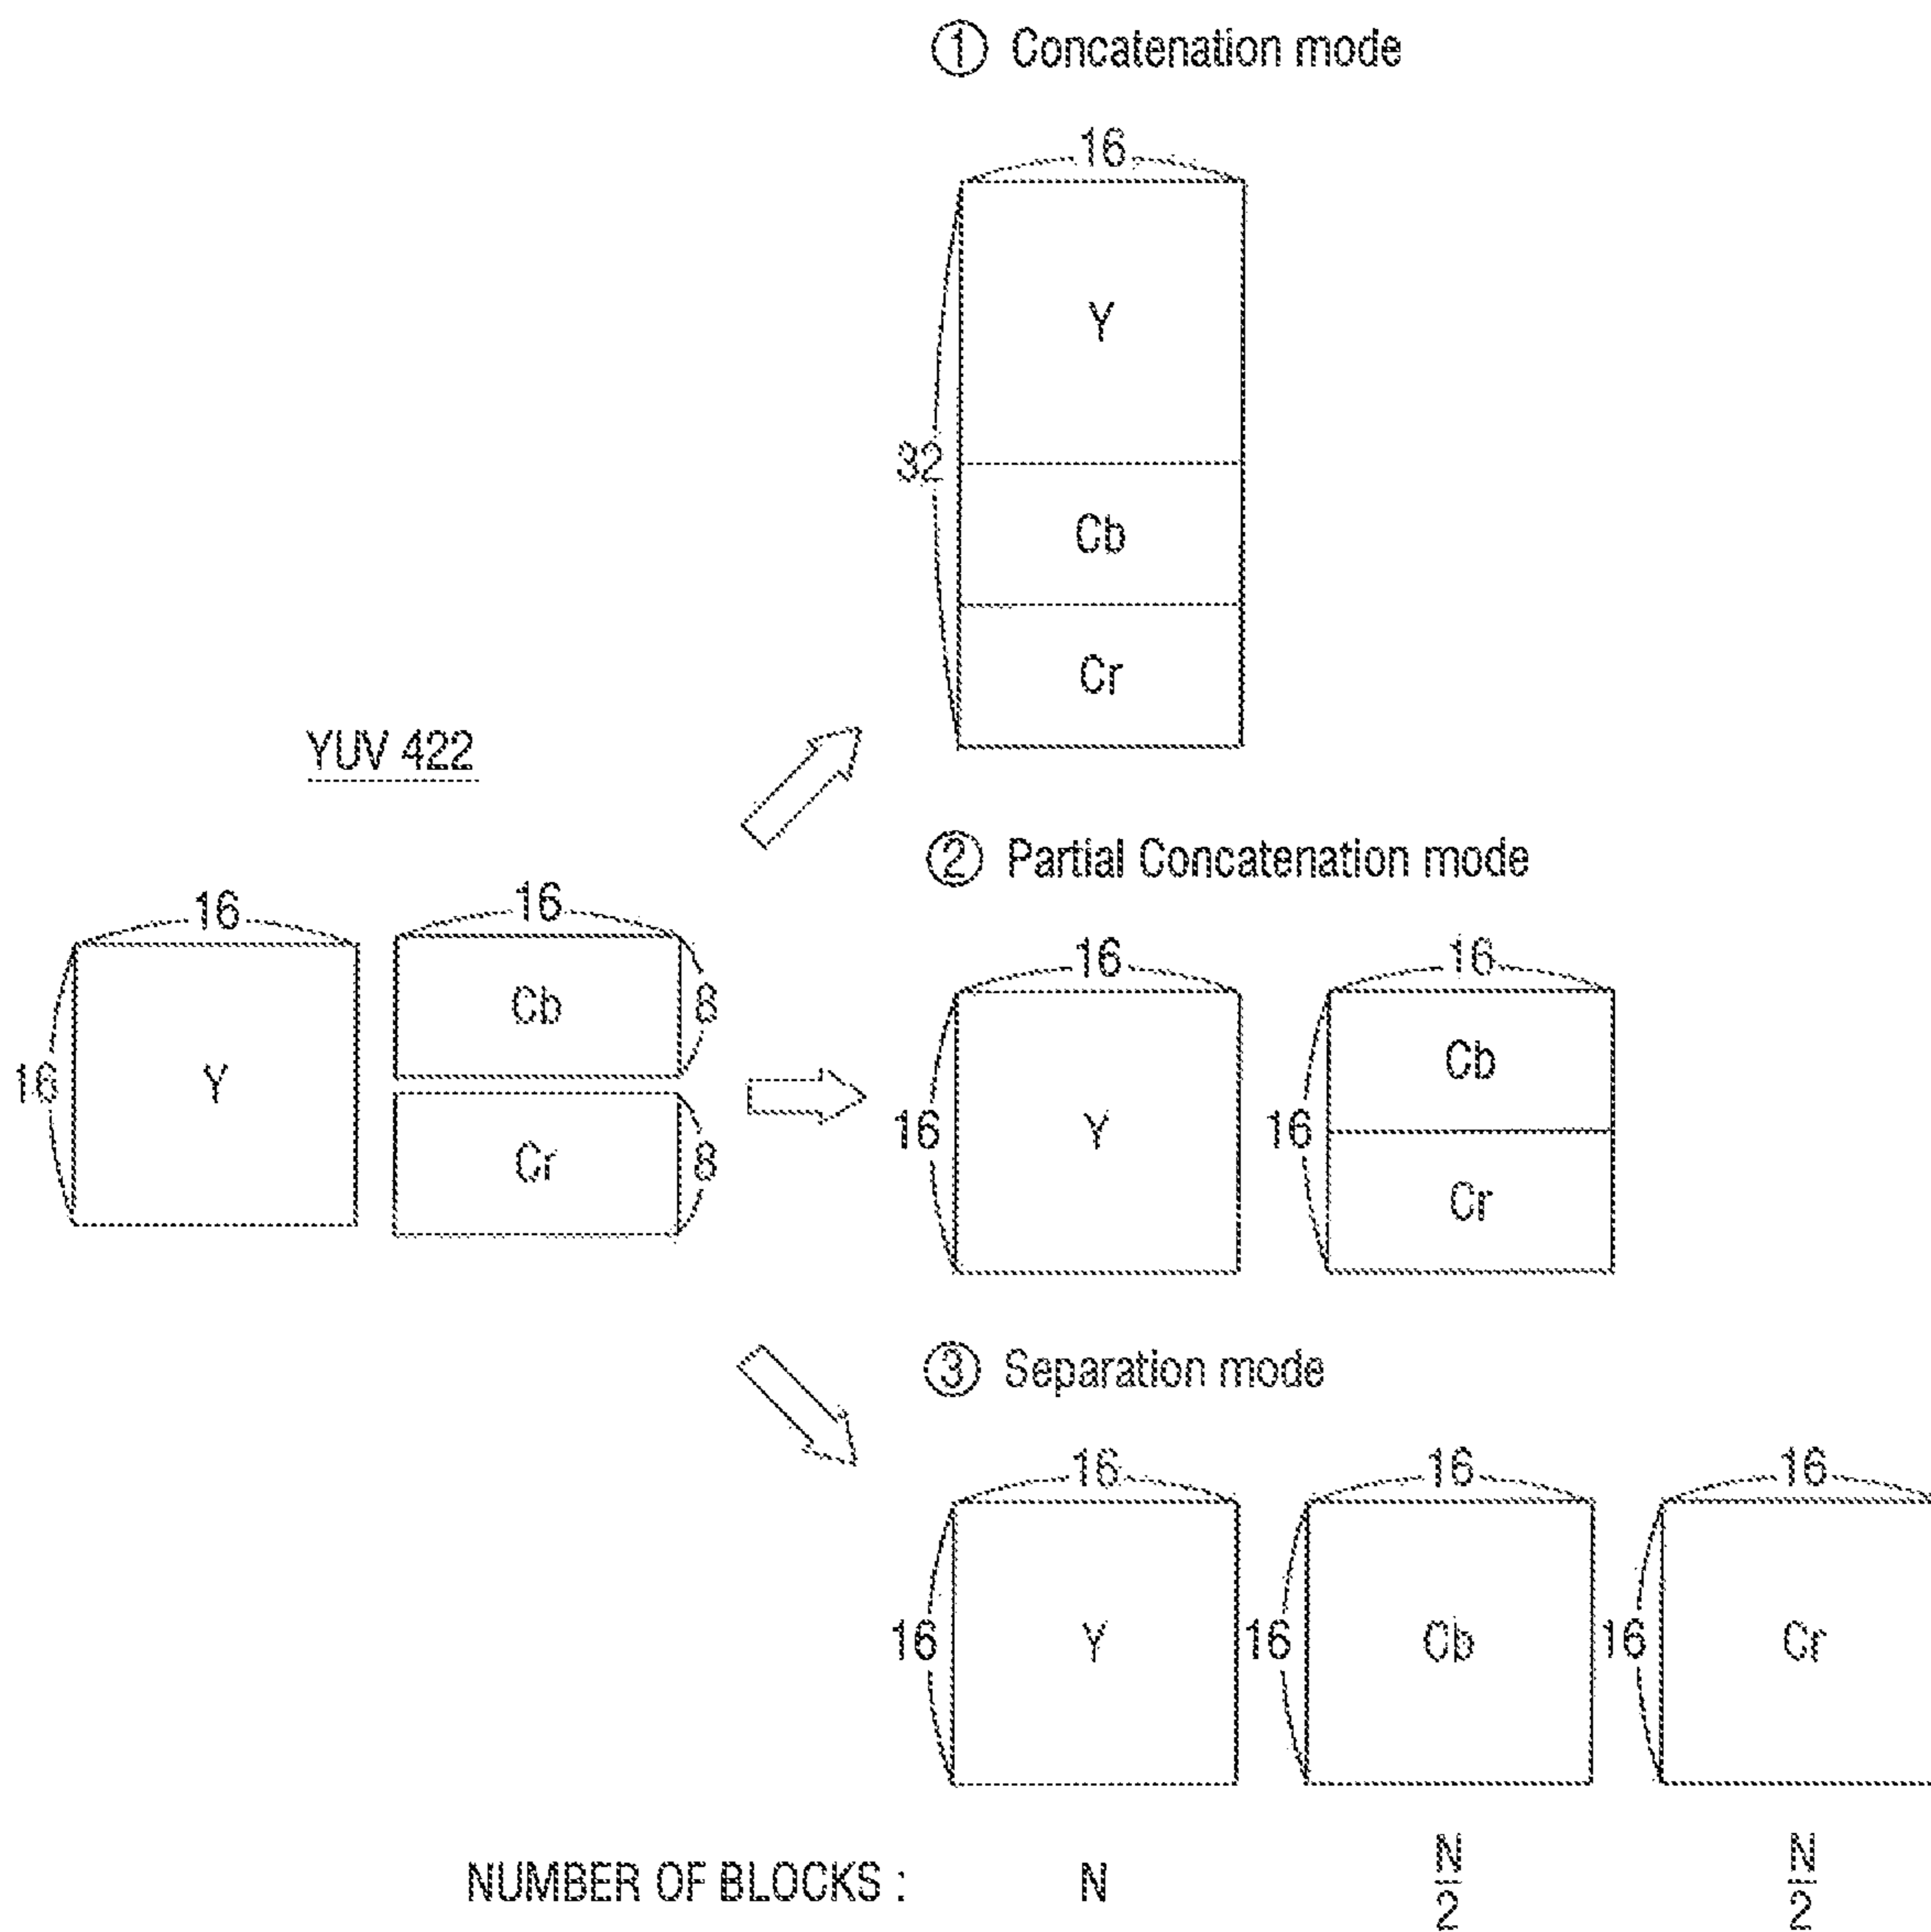 ① Concatenation mode
16
Y
32
Cb
Cr
YUV 422
16
16
Y
16
Cb
8
Cr
8
② Partial Concatenation mode
16
16
Y
16
16
Cb
Cr
③ Separation mode
16
16
16
16
Y
16
Cb
16
Cr
NUMBER OF BLOCKS : N N/2 N/2